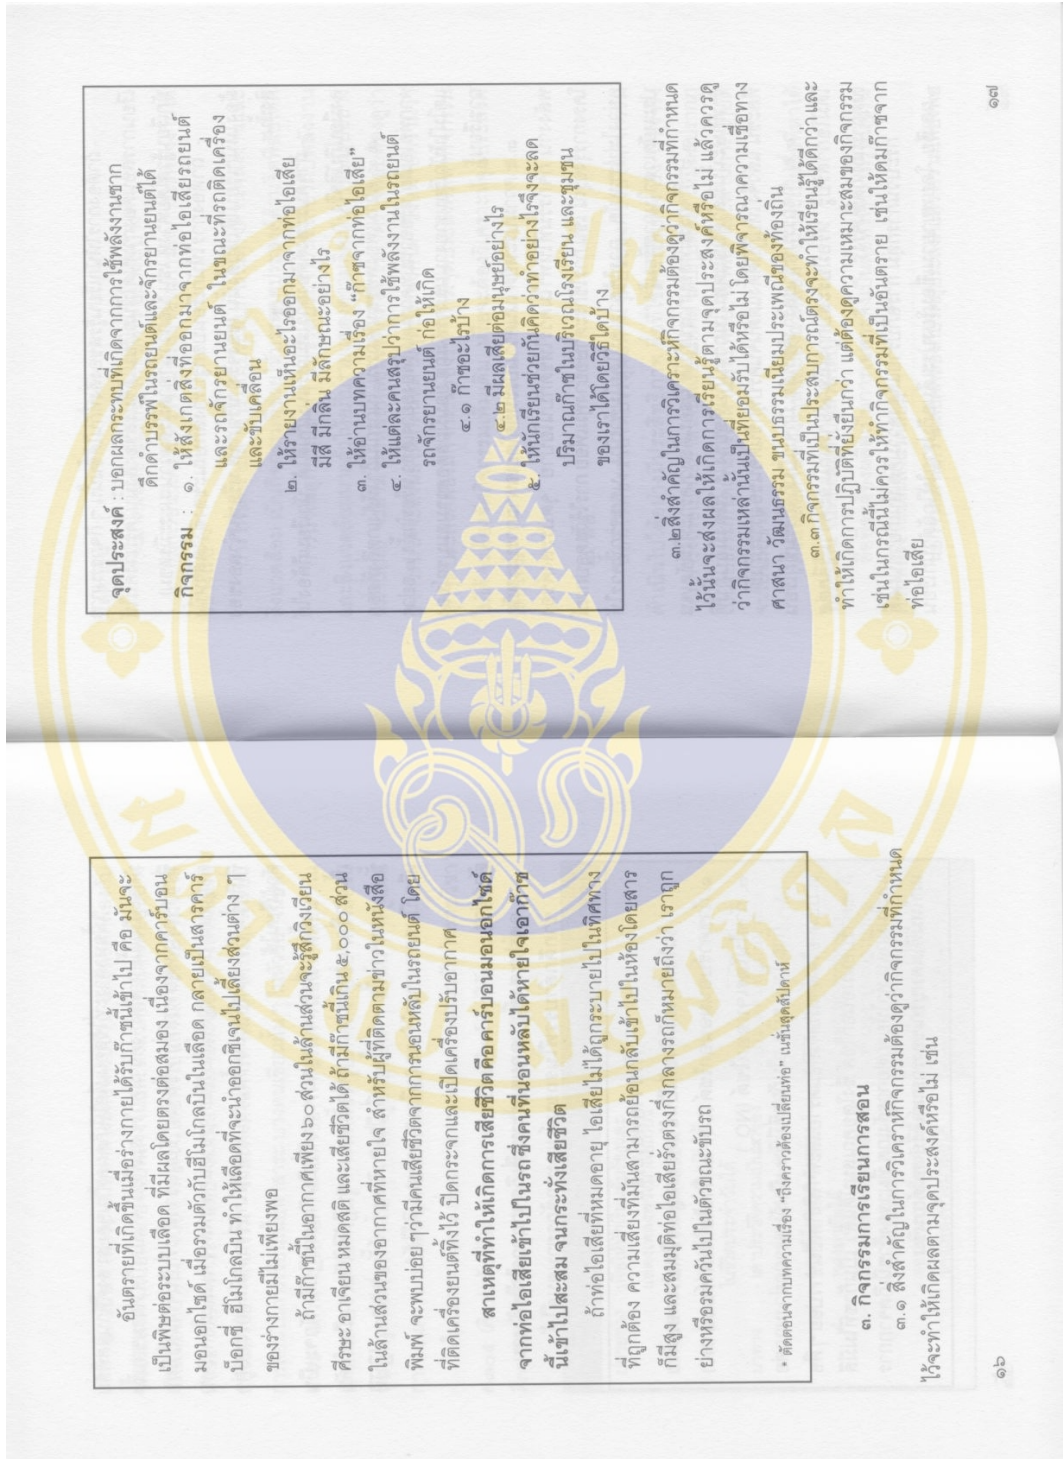 อันตรายที่เกิดขึ้นเมื่อร่างกายได้รับก๊าซนี้เข้าไป คือ มันจะ
เป็นพิษต่อระบบเลือด ที่มีผลโดยตรงต่อสมอง เนื่องจากคาร์บอน
มอนอกไซด์ เมื่อรวมตัวกับฮีโมโกลบินในเลือด กลายเป็นสารคาร์
บ๊อกซี่ ฮีโมโกลบิน ทำให้เลือดที่จะนำออกซิเจนไปเลี้ยงส่วนต่าง ๆ
ของร่างกายมีไม่เพียงพอ
ถ้ามีก๊าซนี้ในอากาศเพียง ๖๐ ส่วนในล้านส่วนจะรู้สึกวิงเวียน
ศีรษะ อาเจียน หมดสติ และเสียชีวิตได้ ถ้ามีก๊าซนี้เกิน ๕,๐๐๐ ส่วน
ในล้านส่วนของอากาศที่หายใจ สำหรับผู้ที่ติดตามข่าวในหนังสือ
พิมพ์ จะพบบ่อย ๆ ว่ามีคนเสียชีวิตจากการนอนหลับในรถยนต์ โดย
ที่ติดเครื่องยนต์ทิ้งไว้ ปิดกระจกและเปิดเครื่องปรับอากาศ
สาเหตุที่ทำให้เกิดการเสียชีวิต คือ คาร์บอนมอนอกไซด์
จากท่อไอเสียเข้าไปในรถ ซึ่งคนที่นอนหลับได้หายใจเอาก๊าซ
นี้เข้าไปสะสม จนกระทั่งเสียชีวิต
ถ้าท่อไอเสียที่หมดอายุ ไอเสียไม่ได้ถูกระบายไปในทิศทาง
ที่ถูกต้อง ความเสี่ยงที่มันสามารถย้อนกลับเข้าไปในห้องโดยสาร
ก็มีสูง และสมมุติท่อไอเสียรั่วตรงกึ่งกลางรถก็หมายถึงว่า เราถูก
ย่างหรือรมควันไปในตัวขณะขับรถ
* ตัดตอนจากบทความเรื่อง "ถึงคราวต้องเปลี่ยนท่อ" เนชั่นสุดสัปดาห์
๓. กิจกรรมการเรียนการสอน
๓.๑ สิ่งสำคัญในการวิเคราห์กิจกรรมต้องดูว่ากิจกรรมที่กำหนด
ไว้จะทำให้เกิดผลตามจุดประสงค์หรือไม่ เช่น
๑๖
จุดประสงค์ : บอกผลกระทบที่เกิดจากการใช้พลังงานซาก
ดึกดำบรรพ์ในรถยนต์และจักรยานยนต์ได้
กิจกรรม : ๑. ให้สังเกตสิ่งที่ออกมาจากท่อไอเสียรถยนต์
และรถจักรยานยนต์ ในขณะที่รถติดเครื่อง
และขับเคลื่อน
๒. ให้รายงานเห็นอะไรออกมาจากท่อไอเสีย
มีสี มีกลิ่น มีลักษณะอย่างไร
๓. ให้อ่านบทความเรื่อง "ก๊าซจากท่อไอเสีย"
๔. ให้แต่ละคนสรุปว่าการใช้พลังงานในรถยนต์
รถจักรยานยนต์ ก่อให้เกิด
๔.๑ ก๊าซอะไรบ้าง
๔.๒ มีผลเสียต่อมนุษย์อย่างไร
๕. ให้นักเรียนช่วยกันคิดว่าทำอย่างไรจึงจะลด
ปริมาณก๊าซในบริเวณโรงเรียน และชุมชน
ของเราได้โดยวิธีใดบ้าง
๓.๒ สิ่งสำคัญในการวิเคราะห์กิจกรรมต้องดูว่ากิจกรรมที่กำหนด
ไว้นั้นจะส่งผลให้เกิดการเรียนรู้ตามจุดประสงค์หรือไม่ แล้วควรดู
ว่ากิจกรรมเหล่านั้นเป็นที่ยอมรับได้หรือไม่ โดยพิจารณาความเชื่อทาง
ศาสนา วัฒนธรรม ขนบธรรมเนียมประเพณีของท้องถิ่น
๓.๓ กิจกรรมที่เป็นประสบการณ์ตรงจะทำให้เรียนรู้ได้ดีกว่า และ
ทำให้เกิดการปฏิบัติที่ยั่งยืนกว่า แต่ต้องดูความเหมาะสมของกิจกรรม
เช่นในกรณีนี้ไม่ควรให้ทำกิจกรรมที่เป็นอันตราย เช่นให้ดมก๊าซจาก
ท่อไอเสีย
๑๗
มหาวิทยาลัยมหิดล